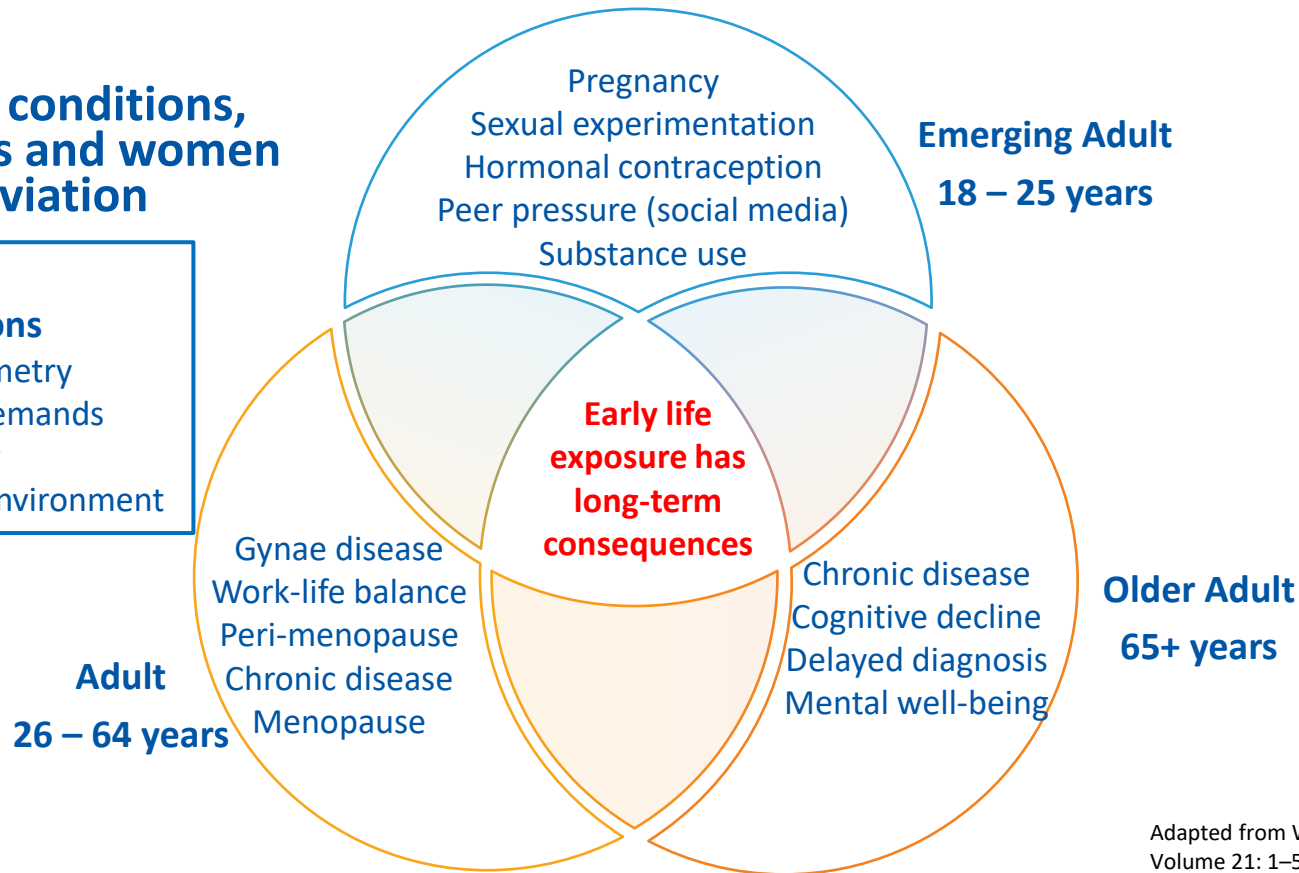 conditions,
and women
viation
Pregnancy
Sexual experimentation
Hormonal contraception
Peer pressure (social media)
Substance use
Emerging Adult
18 – 25 years
ons
metry
emands
nvironment
Early life
exposure has
long-term
consequences
Gynae disease
Work-life balance
Peri-menopause
Chronic disease
Menopause
Adult
26 – 64 years
Chronic disease
Cognitive decline
Delayed diagnosis
Mental well-being
Older Adult
65+ years
Adapted from
Volume 21: 1–5